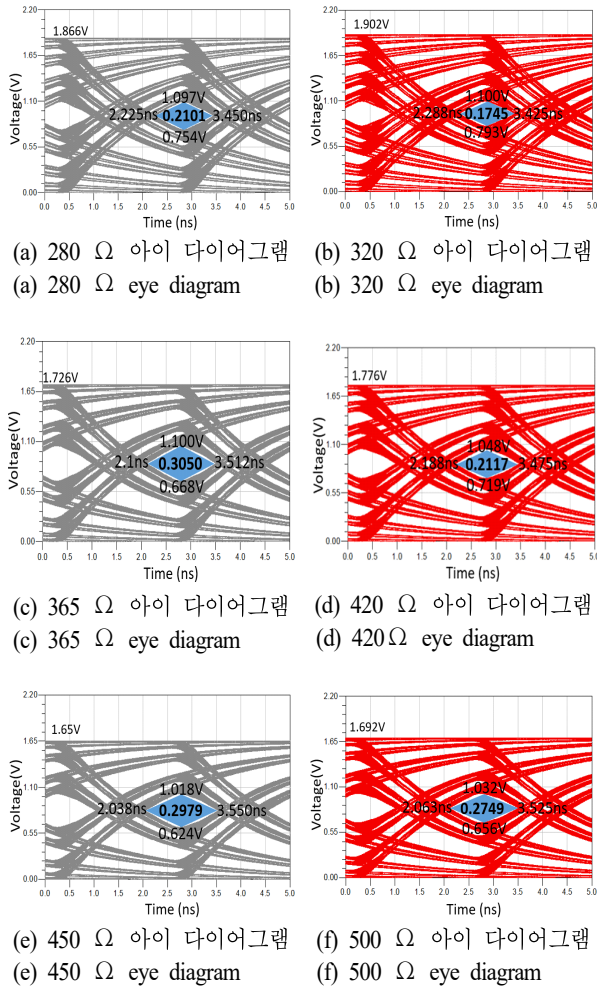 2.20
1.866V
1.65
1.097V
1.10
2.225ns 0.2101 3.450ns
0.754V
0.55
0.00
0.0 0.5 1.0 1.5 2.0 2.5 3.0 3.5 4.0 4.5 5.0
Voltage(V)
Time (ns)
(a) 280 Ω 아이 다이어그램
(a) 280 Ω eye diagram
2.20
1.902V
1.65
1.100V
1.10
2.288ns 0.1745 3.425ns
0.793V
0.55
0.00
0.0 0.5 1.0 1.5 2.0 2.5 3.0 3.5 4.0 4.5 5.0
Voltage(V)
Time (ns)
(b) 320 Ω 아이 다이어그램
(b) 320 Ω eye diagram
2.20
1.726V
1.65
1.10
1.100V
2.1ns 0.3050 3.512ns
0.668V
0.55
0.00
0.0 0.5 1.0 1.5 2.0 2.5 3.0 3.5 4.0 4.5 5.0
Voltage(V)
Time (ns)
(c) 365 Ω 아이 다이어그램
(c) 365 Ω eye diagram
2.20
1.776V
1.65
1.10
1.048V
2.188ns 0.2117 3.475ns
0.719V
0.55
0.00
0.0 0.5 1.0 1.5 2.0 2.5 3.0 3.5 4.0 4.5 5.0
Voltage(V)
Time (ns)
(d) 420 Ω 아이 다이어그램
(d) 420Ω eye diagram
2.20
1.65V
1.65
1.10
1.018V
2.038ns 0.2979 3.550ns
0.624V
0.55
0.00
0.0 0.5 1.0 1.5 2.0 2.5 3.0 3.5 4.0 4.5 5.0
Voltage(V)
Time (ns)
(e) 450 Ω 아이 다이어그램
(e) 450 Ω eye diagram
2.20
1.692V
1.65
1.10
1.032V
2.063ns 0.2749 3.525ns
0.656V
0.55
0.00
0.0 0.5 1.0 1.5 2.0 2.5 3.0 3.5 4.0 4.5 5.0
Voltage(V)
Time (ns)
(f) 500 Ω 아이 다이어그램
(f) 500 Ω eye diagram